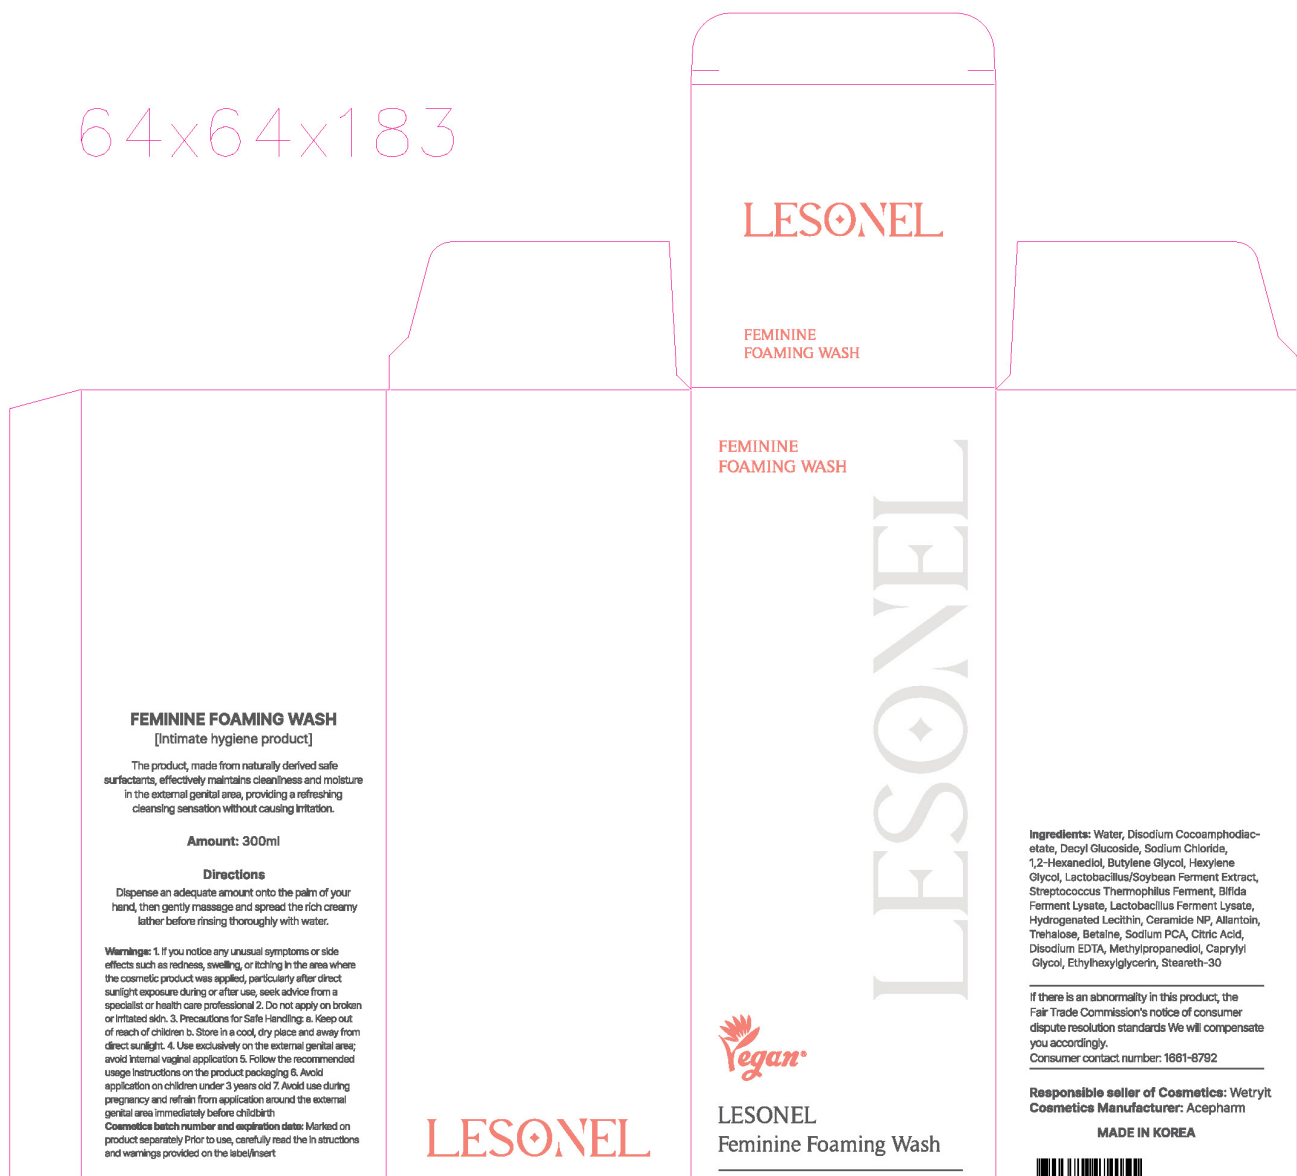 64x64x183
LESONEL
FEMININE
FOAMING WASH
FEMININE
FOAMING WASH
LESONEL
Vegan®
LESONEL
Feminine Foaming Wash
LESONEL
FEMININE FOAMING WASH
[Intimate hygiene product]
The product, made from naturally derived safe
surfactants, effectively maintains cleanliness and moisture
in the external genital area, providing a refreshing
cleansing sensation without causing irritation.
Amount: 300ml
Directions
Dispense an adequate amount onto the palm of your
hand, then gently massage and spread the rich creamy
lather before rinsing thoroughly with water.
Warnings: 1. If you notice any unusual symptoms or side
effects such as redness, swelling, or itching in the area where
the cosmetic product was applied, particularly after direct
sunlight exposure during or after use, seek advice from a
specialist or health care professional 2. Do not apply on broken
or irritated skin. 3. Precautions for Safe Handling: a. Keep out
of reach of children b. Store in a cool, dry place and away from
direct sunlight. 4. Use exclusively on the external genital area;
avoid internal vaginal application 5. Follow the recommended
usage instructions on the product packaging 6. Avoid
application on children under 3 years old 7. Avoid use during
pregnancy and refrain from application around the external
genital area immediately before childbirth
Cosmetics batch number and expiration date: Marked on
product separately Prior to use, carefully read the in structions
and warnings provided on the label/insert
Ingredients: Water, Disodium Cocoamphodiac-
etate, Decyl Glucoside, Sodium Chloride,
1,2-Hexanediol, Butylene Glycol, Hexylene
Glycol, Lactobacillus/Soybean Ferment Extract,
Streptococcus Thermophilus Ferment, Bifida
Ferment Lysate, Lactobacillus Ferment Lysate,
Hydrogenated Lecithin, Ceramide NP, Allantoin,
Trehalose, Betaine, Sodium PCA, Citric Acid,
Disodium EDTA, Methylpropanediol, Caprylyl
Glycol, Ethylhexylglycerin, Steareth-30
If there is an abnormality in this product, the
Fair Trade Commission's notice of consumer
dispute resolution standards We will compensate
you accordingly.
Consumer contact number: 1661-8792
Responsible seller of Cosmetics: Wetryit
Cosmetics Manufacturer: Acepharm
MADE IN KOREA